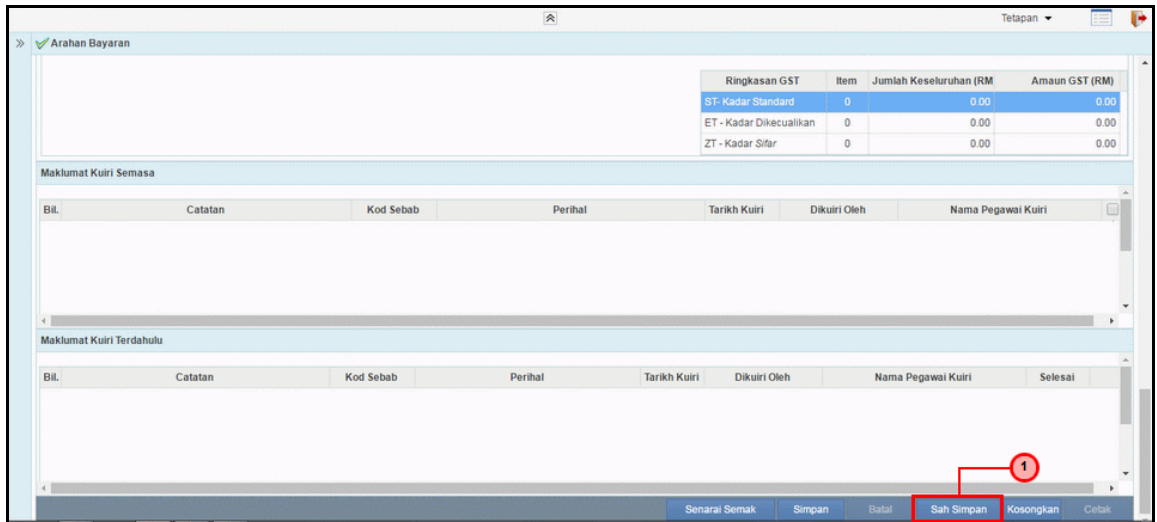 Tetapan
Arahan Bayaran
Ringkasan GST Item Jumlah Keseluruhan (RM Amaun GST (RM)
ST- Kadar Standard 0 0.00 0.00
ET - Kadar Dikecualikan 0 0.00 0.00
ZT - Kadar Sifar 0 0.00 0.00
Maklumat Kuiri Semasa
Bil. Catatan Kod Sebab Perihal Tarikh Kuiri Dikuiri Oleh Nama Pegawai Kuiri
Maklumat Kuiri Terdahulu
Bil. Catatan Kod Sebab Perihal Tarikh Kuiri Dikuiri Oleh Nama Pegawai Kuiri Selesai
1
Senarai Semak Simpan Batal Sah Simpan Kosongkan Cetak